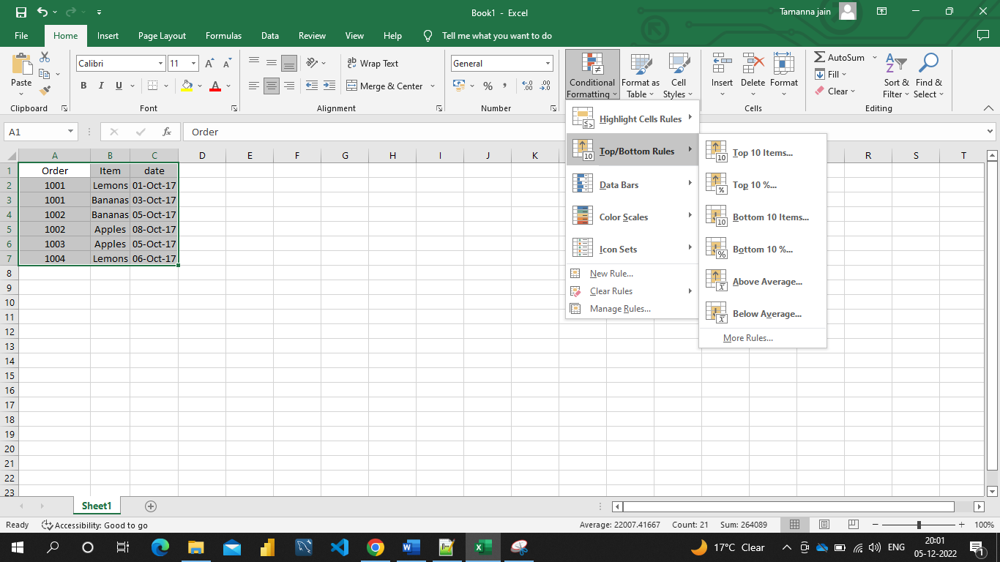 Book1 - Excel
Tamanna jain
File Home Insert Page Layout Formulas Data Review View Help Tell me what you want to do
Paste
Clipboard
Calibri 11
B I U A
Font
Wrap Text
Merge & Center
Alignment
General
% ,
Number
Conditional Formatting
Format as Table
Cell Styles
Insert Delete Format
Cells
AutoSum
Fill
Clear
Sort & Filter
Find & Select
Editing
A1 fx Order
A B C D E F G H I J K R S T
1 Order Item date
2 1001 Lemons 01-Oct-17
3 1001 Bananas 03-Oct-17
4 1002 Bananas 05-Oct-17
5 1002 Apples 08-Oct-17
6 1003 Apples 05-Oct-17
7 1004 Lemons 06-Oct-17
8
9
10
11
12
13
14
15
16
17
18
19
20
21
22
23
Highlight Cells Rules
Top/Bottom Rules
Data Bars
Color Scales
Icon Sets
New Rule...
Clear Rules
Manage Rules...
Top 10 Items...
Top 10 %...
Bottom 10 Items...
Bottom 10 %...
Above Average...
Below Average...
More Rules...
Sheet1
Ready Accessibility: Good to go Average: 22007.41667 Count: 21 Sum: 264089 100%
17°C Clear ENG 20:01
05-12-2022 1